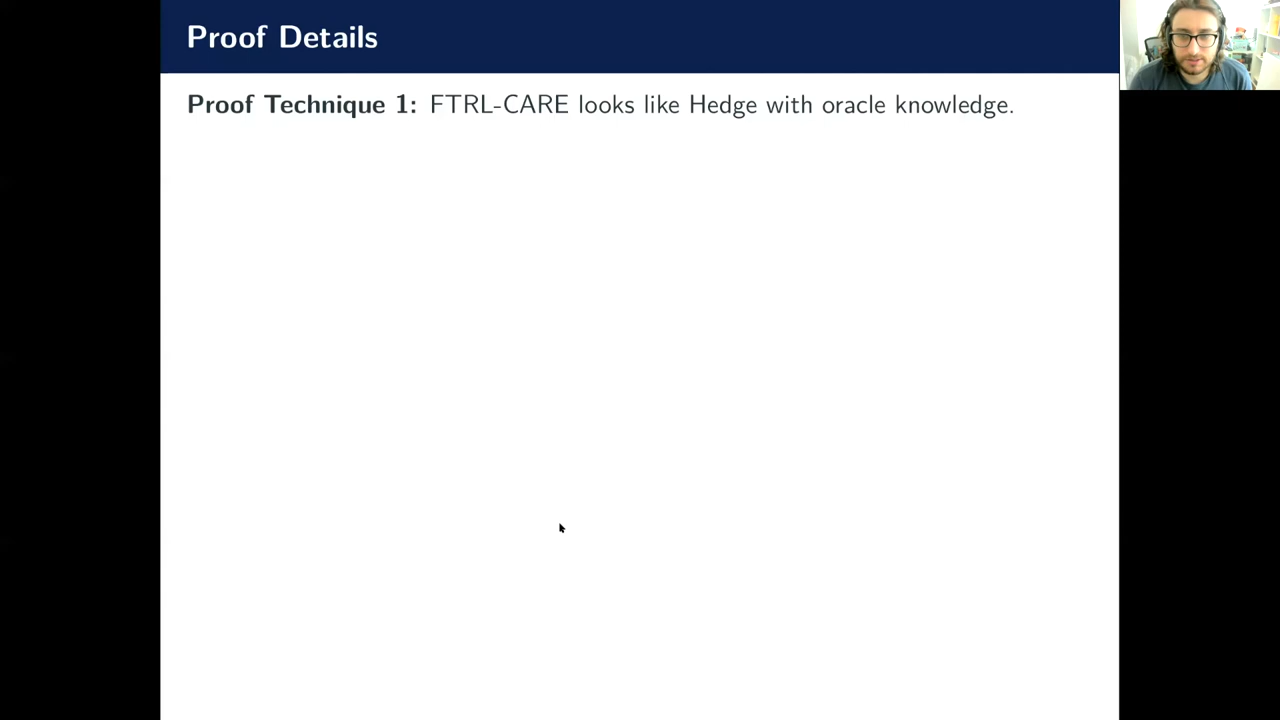 Proof Details
Proof Technique 1: FTRL-CARE looks like Hedge with oracle knowledge.